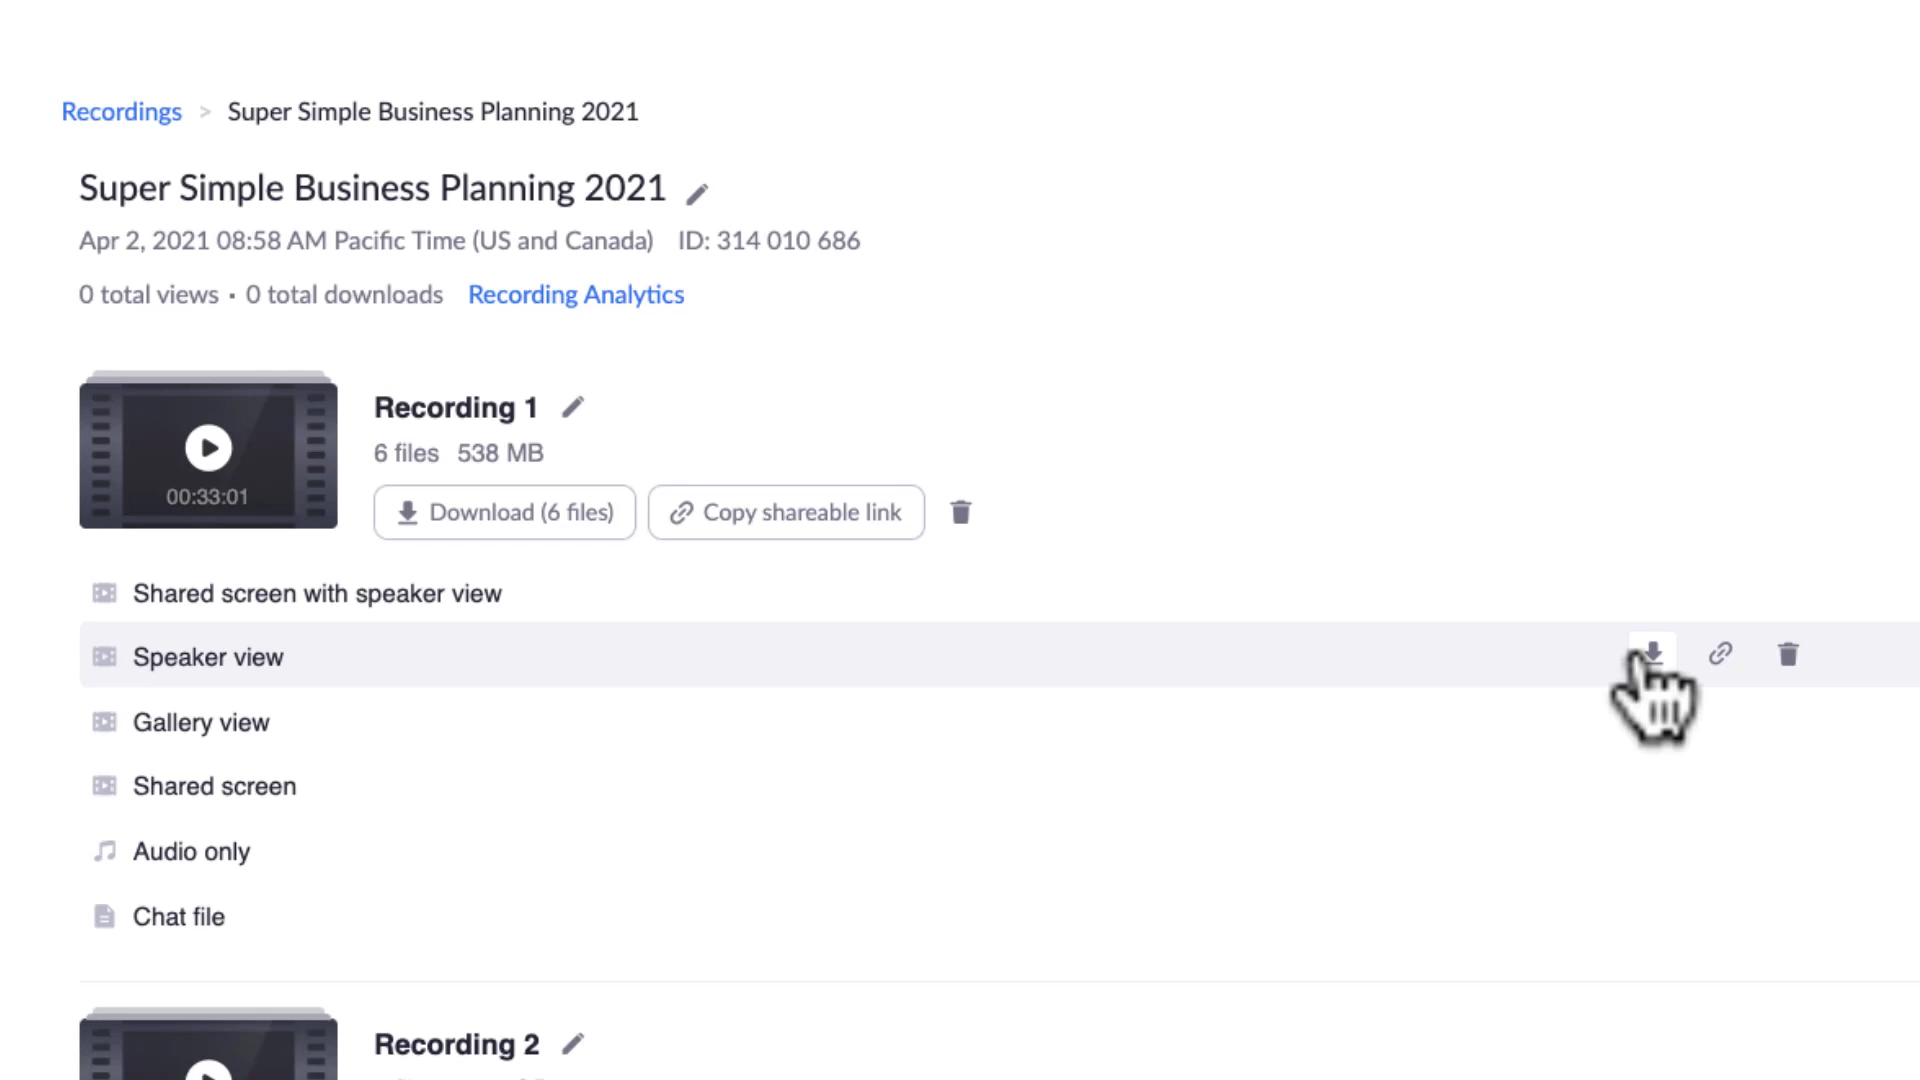 Recordings > Super Simple Business Planning 2021
Super Simple Business Planning 2021
Apr 2, 2021 08:58 AM Pacific Time (US and Canada) ID: 314 010 686
0 total views · 0 total downloads Recording Analytics
00:33:01
Recording 1
6 files 538 MB
Download (6 files) Copy shareable link
Shared screen with speaker view
Speaker view
Gallery view
Shared screen
Audio only
Chat file
Recording 2